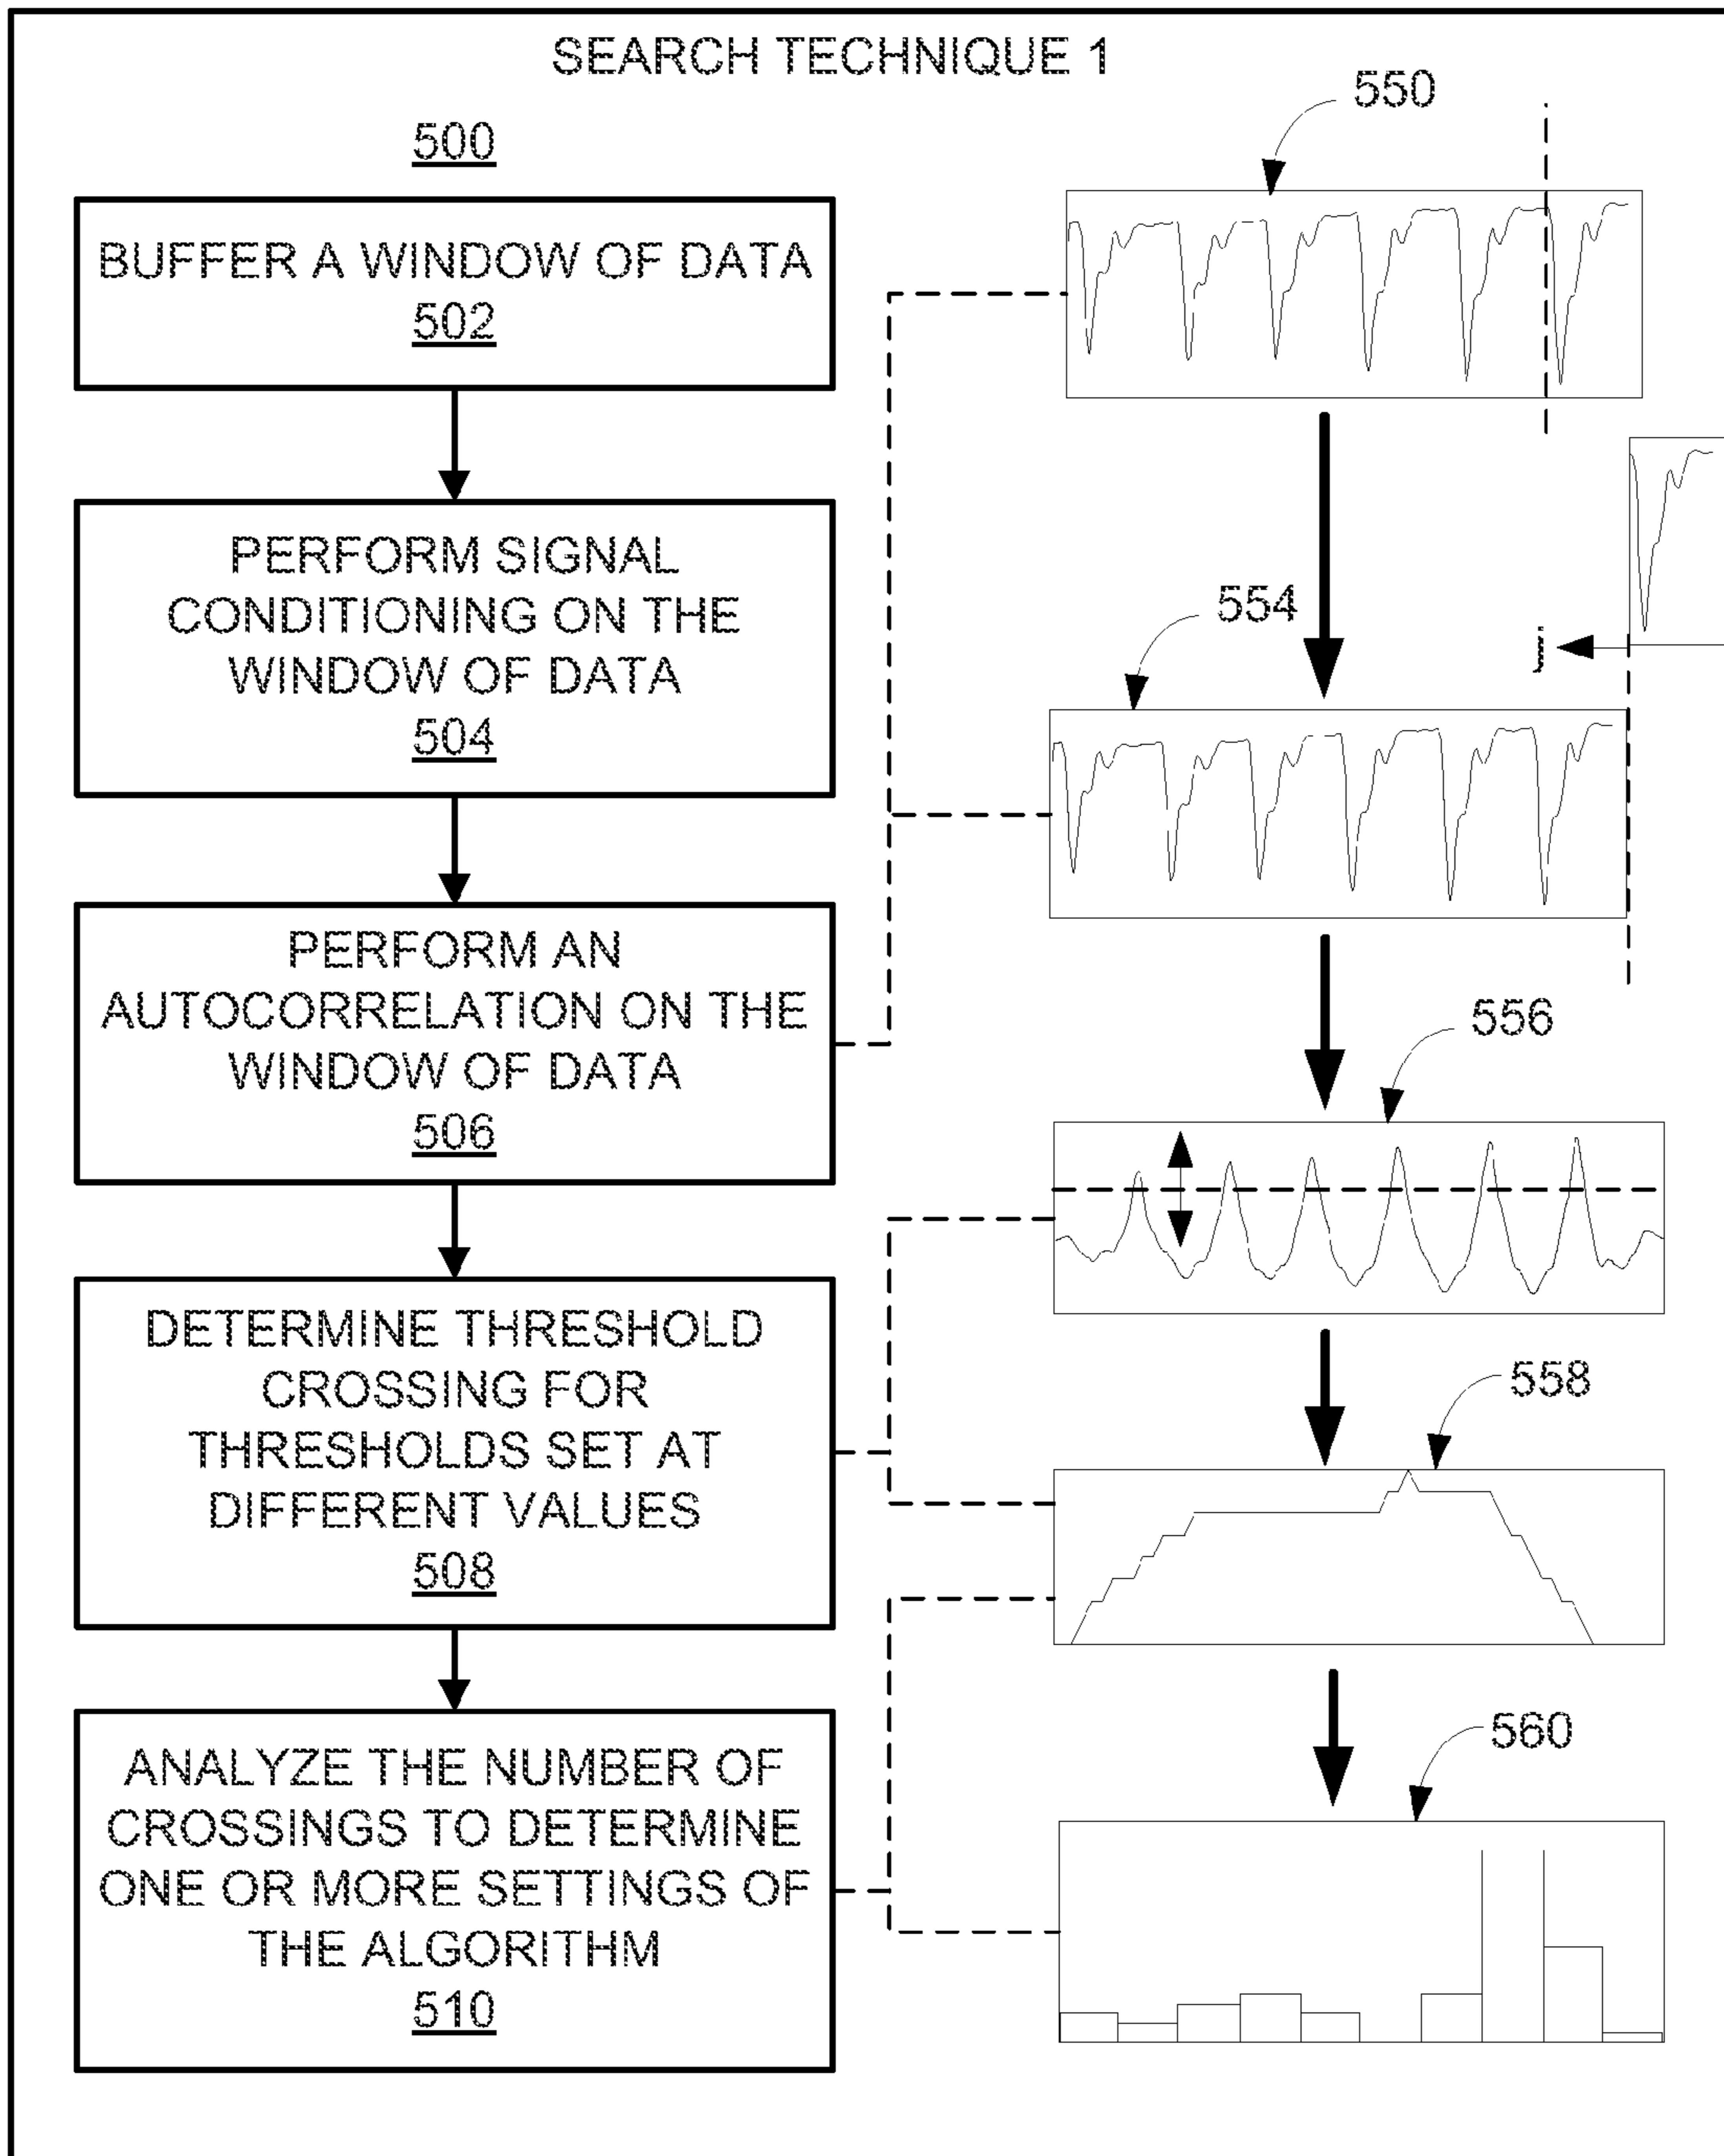 SEARCH TECHNIQUE 1
500
BUFFER A WINDOW OF DATA
502
PERFORM SIGNAL
CONDITIONING ON THE
WINDOW OF DATA
504
PERFORM AN
AUTOCORRELATION ON THE
WINDOW OF DATA
506
DETERMINE THRESHOLD
CROSSING FOR
THRESHOLDS SET AT
DIFFERENT VALUES
508
ANALYZE THE NUMBER OF
CROSSINGS TO DETERMINE
ONE OR MORE SETTINGS OF
THE ALGORITHM
510
550
554
j
556
558
560